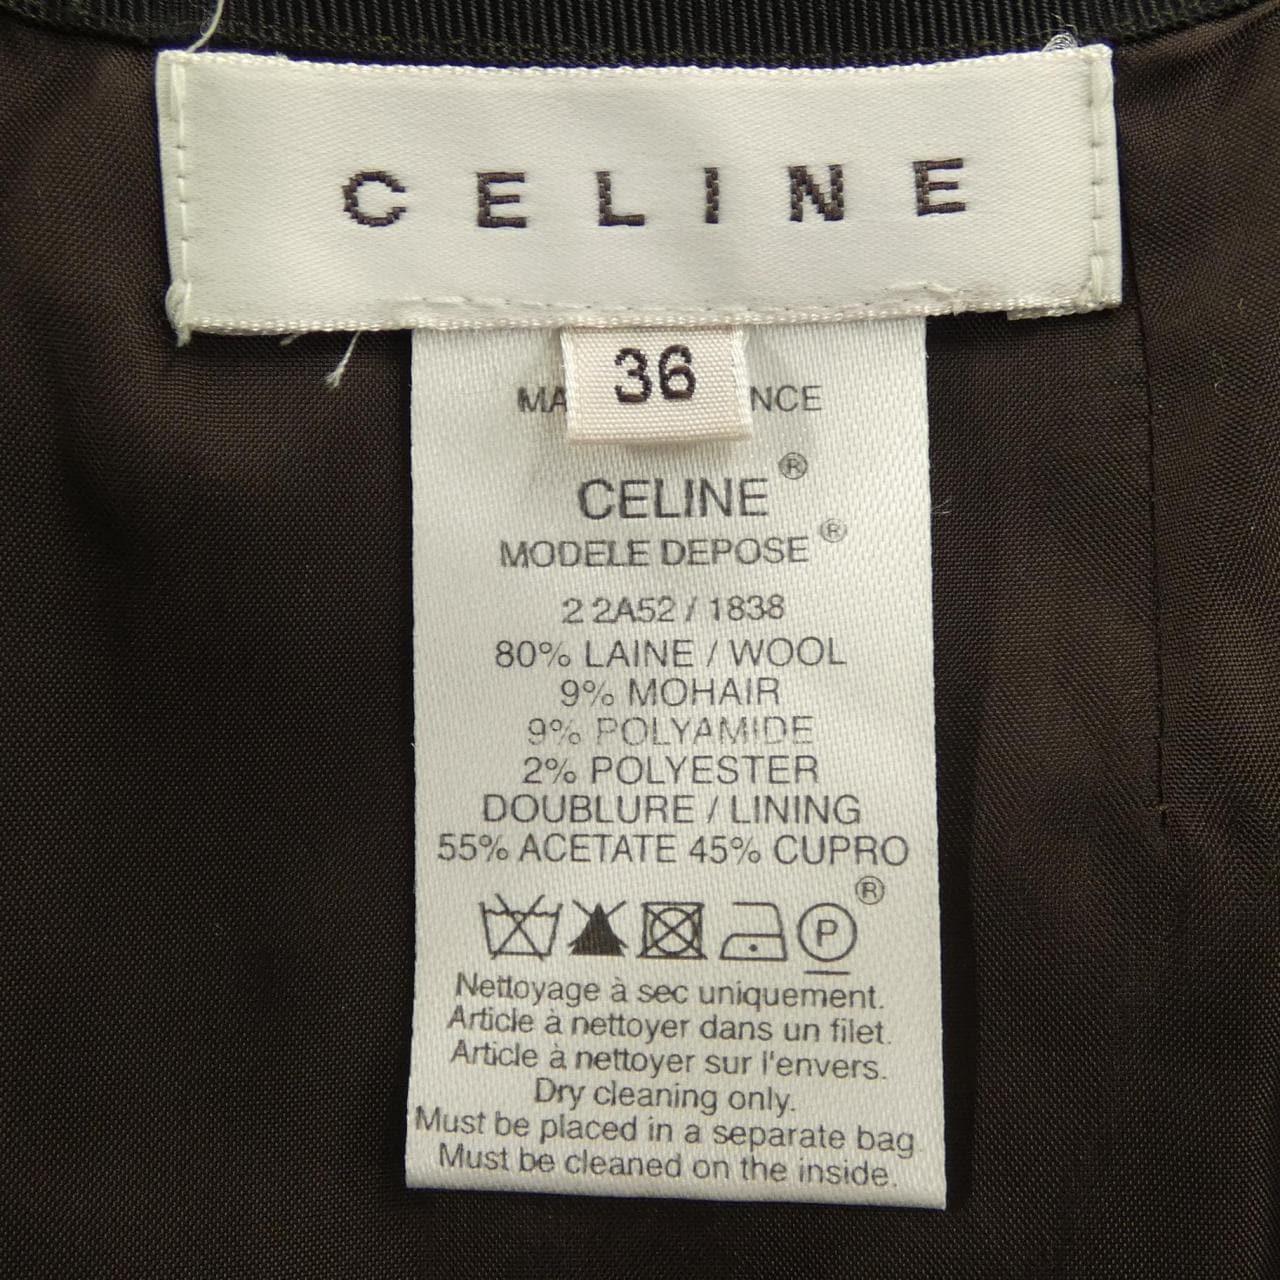 CELINE
36
MA NCE
CELINE®
MODELE DEPOSE®
2 2A52 / 1838
80% LAINE / WOOL
9% MOHAIR
9% POLYAMIDE
2% POLYESTER
DOUBLURE / LINING
55% ACETATE 45% CUPRO
®
P
Nettoyage à sec uniquement.
Article à nettoyer dans un filet.
Article à nettoyer sur l'envers.
Dry cleaning only.
Must be placed in a separate bag
Must be cleaned on the inside.